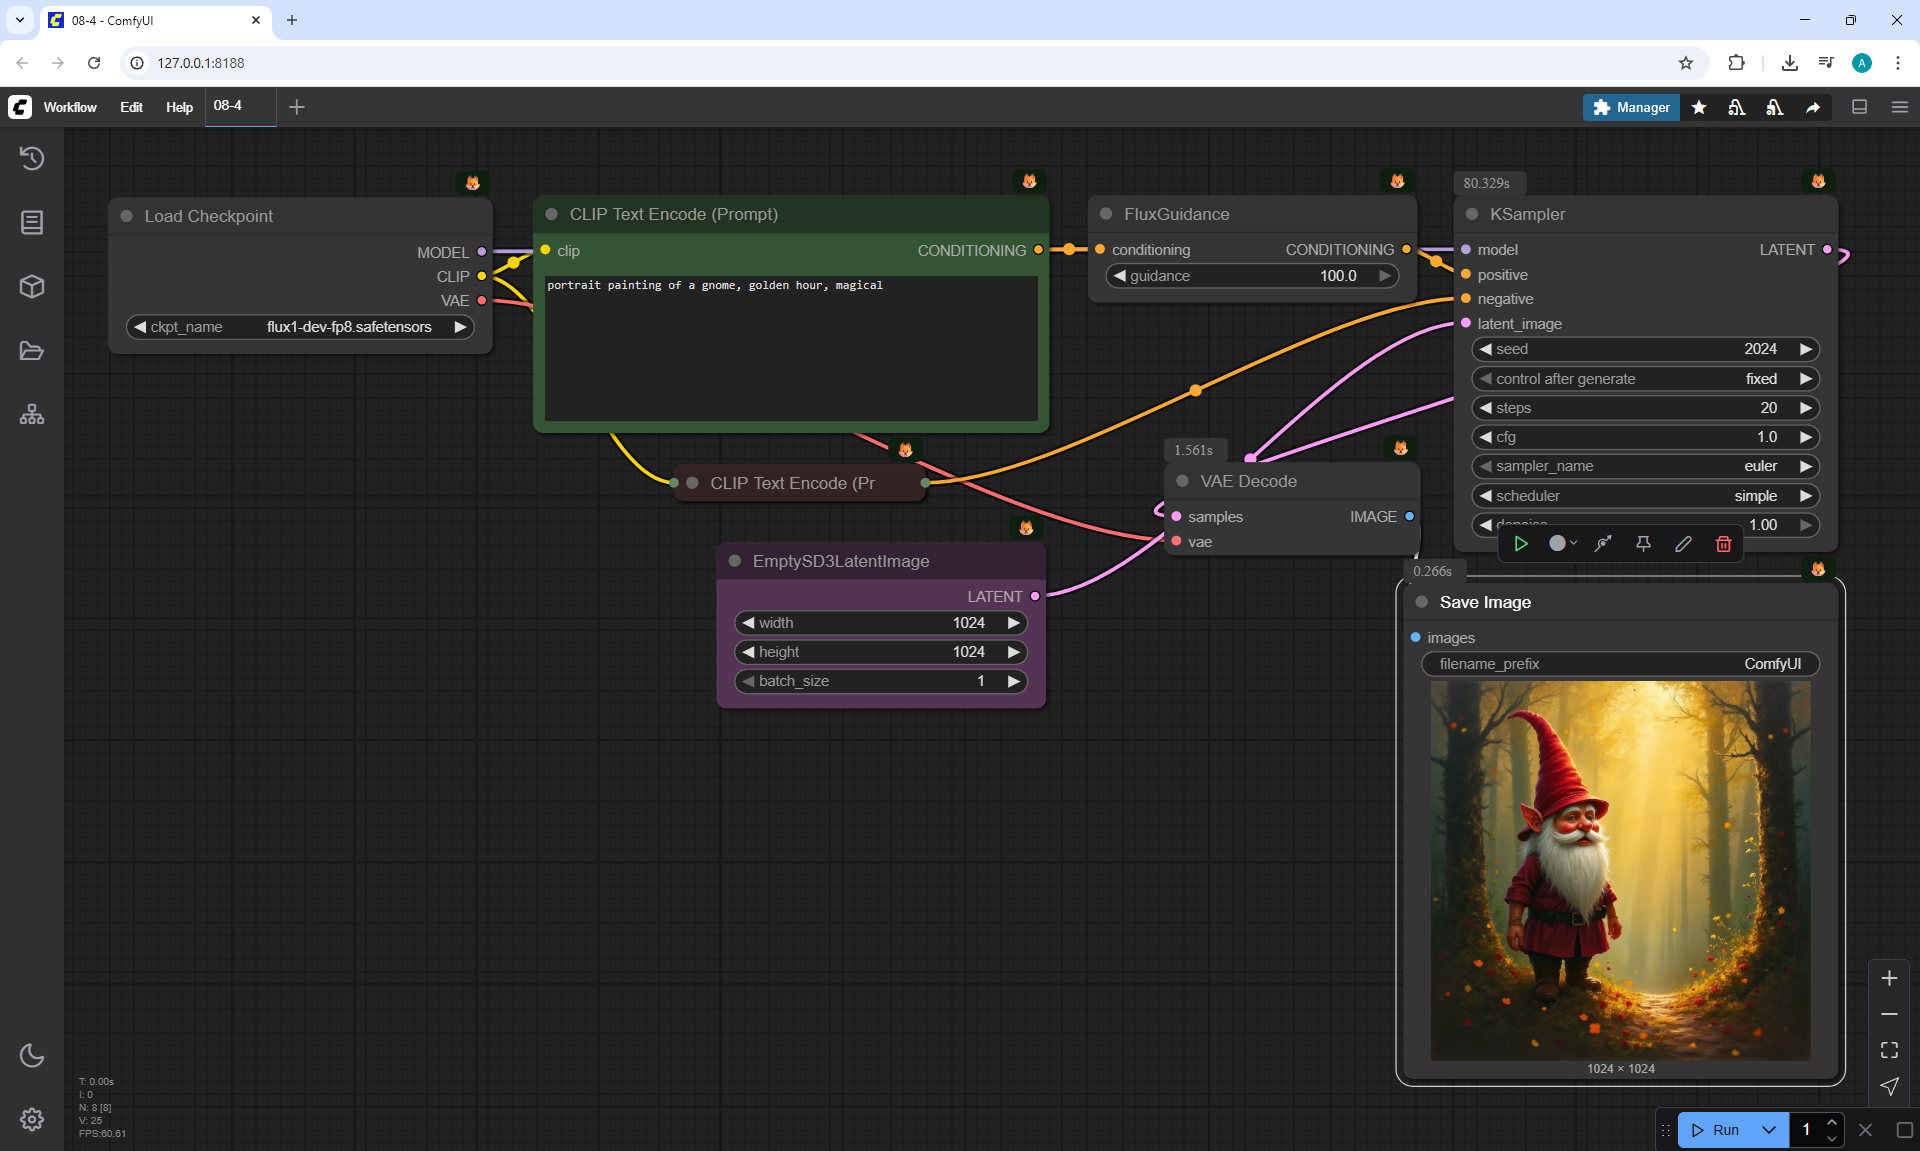 08-4 - ComfyUI
127.0.0.1:8188
A
Workflow Edit Help 08-4
Manager
Load Checkpoint
MODEL
CLIP
VAE
ckpt_name flux1-dev-fp8.safetensors
CLIP Text Encode (Prompt)
clip CONDITIONING
portrait painting of a gnome, golden hour, magical
FluxGuidance
conditioning CONDITIONING
guidance 100.0
80.329s
KSampler
model LATENT
positive
negative
latent_image
seed 2024
control after generate fixed
steps 20
cfg 1.0
sampler_name euler
scheduler simple
denoise 1.00
CLIP Text Encode (Pr
1.561s
VAE Decode
samples IMAGE
vae
EmptySD3LatentImage
LATENT
width 1024
height 1024
batch_size 1
0.266s
Save Image
images
filename_prefix ComfyUI
1024 × 1024
T: 0.00s
I: 0
N: 8 [8]
V: 25
FPS:60.61
Run 1